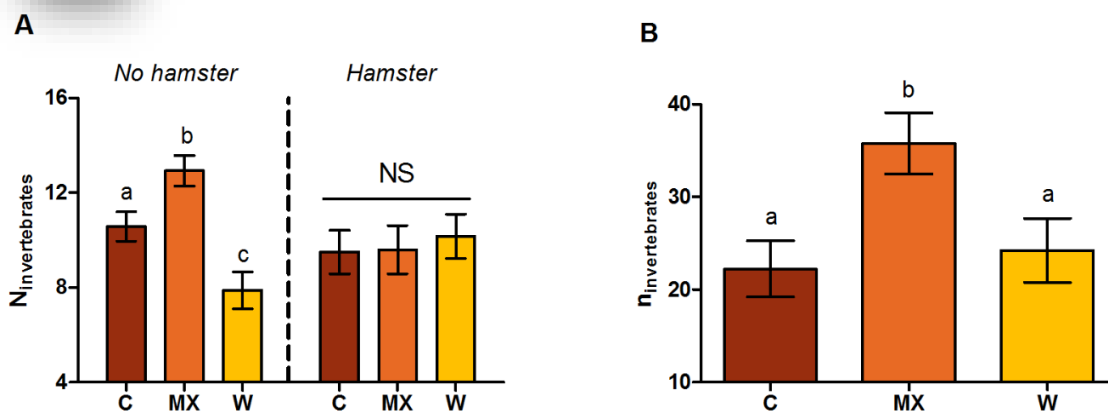 A
No hamster
Hamster
16
12
8
4
N invertebrates
a
b
c
NS
C MX W
C MX W
B
40
30
20
10
n invertebrates
a
b
a
C MX W